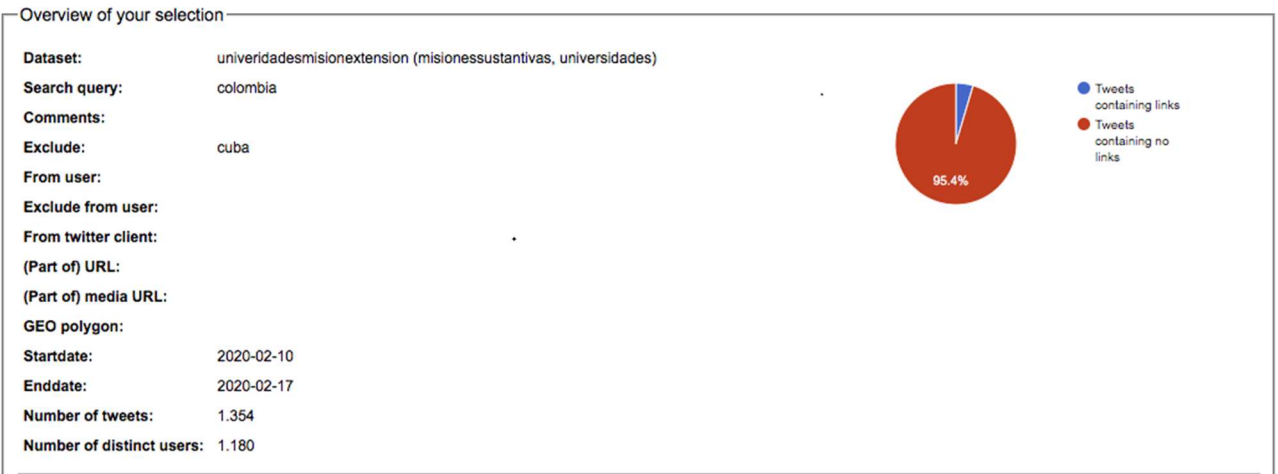 Overview of your selection
Dataset: univeridadesmisionextension (misionessustantivas, universidades)
Search query: colombia
Comments:
Exclude: cuba
From user:
Exclude from user:
From twitter client:
(Part of) URL:
(Part of) media URL:
GEO polygon:
Startdate: 2020-02-10
Enddate: 2020-02-17
Number of tweets: 1.354
Number of distinct users: 1.180
95.4%
Tweets
containing links
Tweets
containing no
links